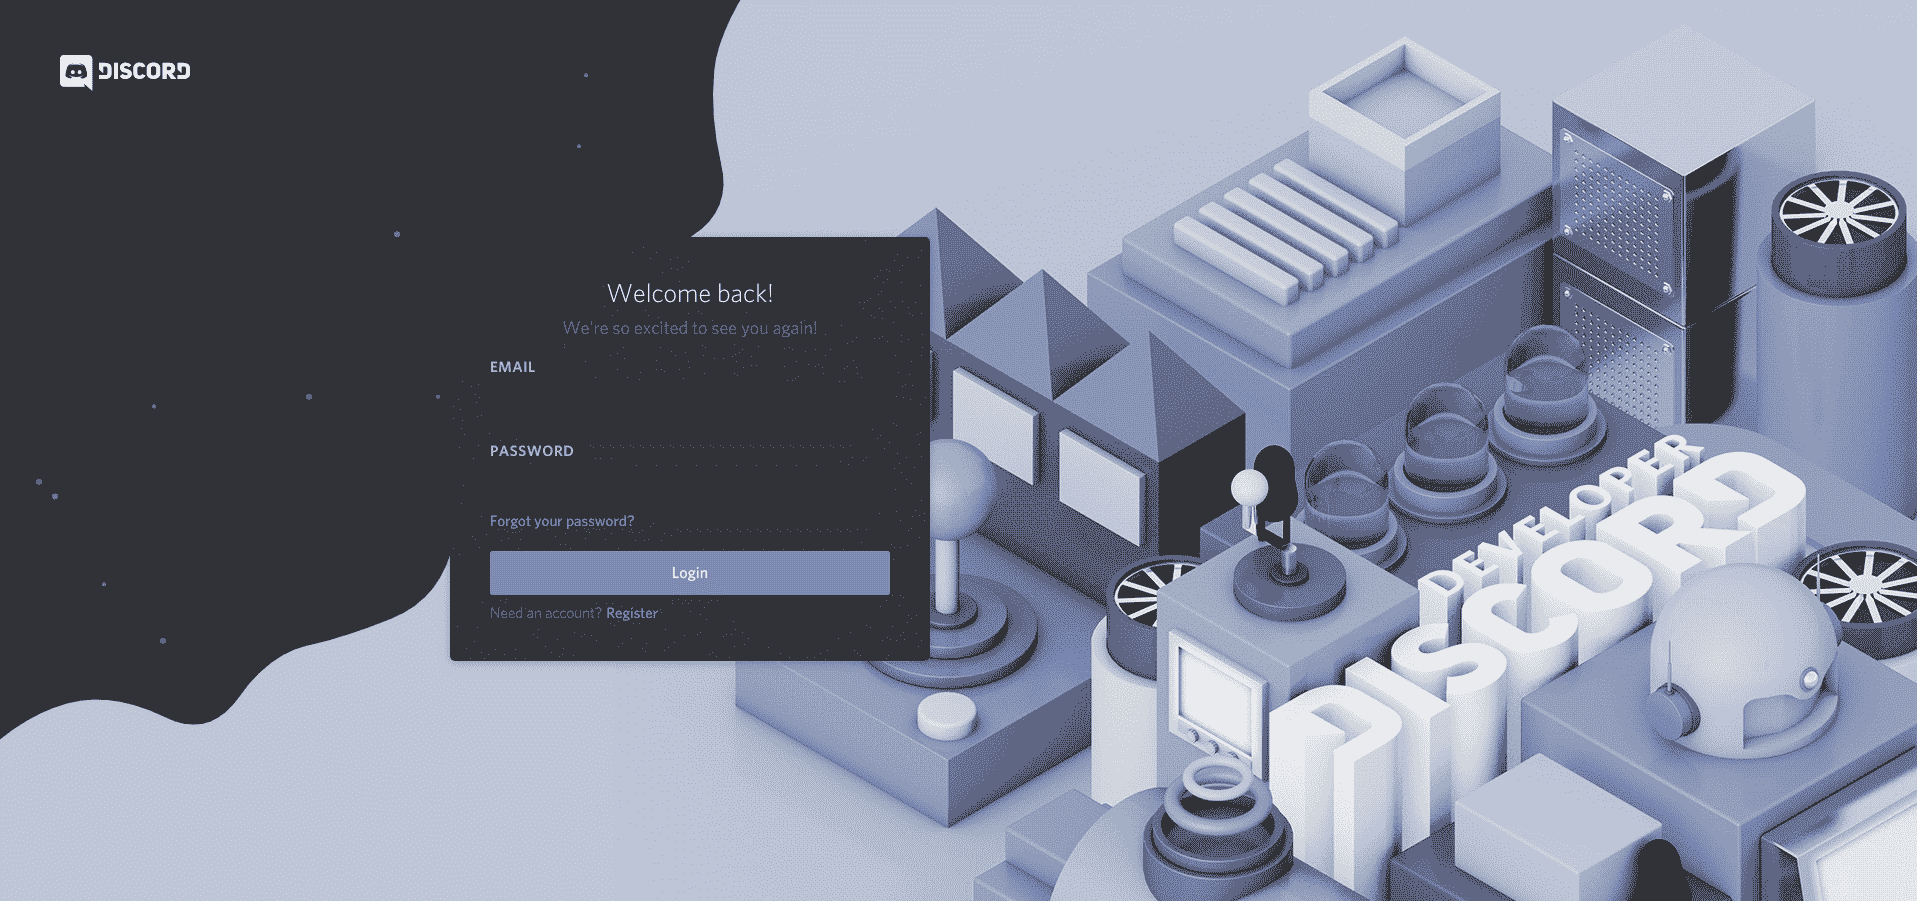 DISCORD
Welcome back!
We're so excited to see you again!
EMAIL
PASSWORD
Forgot your password?
Login
Need an account? Register
DEVELOPER
DISCORD